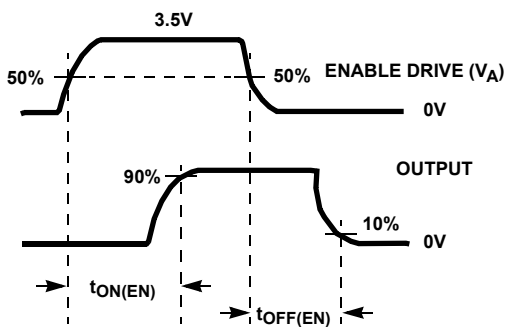 3.5V
50%
50%
ENABLE DRIVE (VA)
0V
90%
OUTPUT
10%
0V
tON(EN)
tOFF(EN)